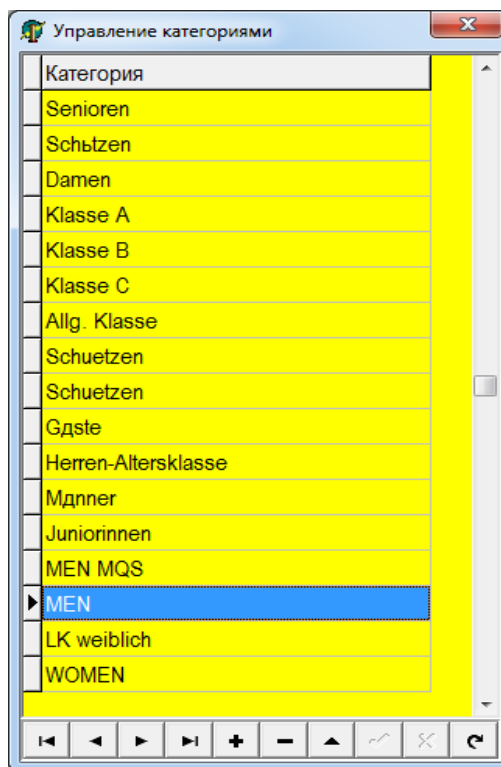 Управление категориями
Категория
Senioren
Schьtzen
Damen
Klasse A
Klasse B
Klasse C
Allg. Klasse
Schuetzen
Schuetzen
Gдste
Herren-Altersklasse
Mдnner
Juniorinnen
MEN MQS
MEN
LK weiblich
WOMEN